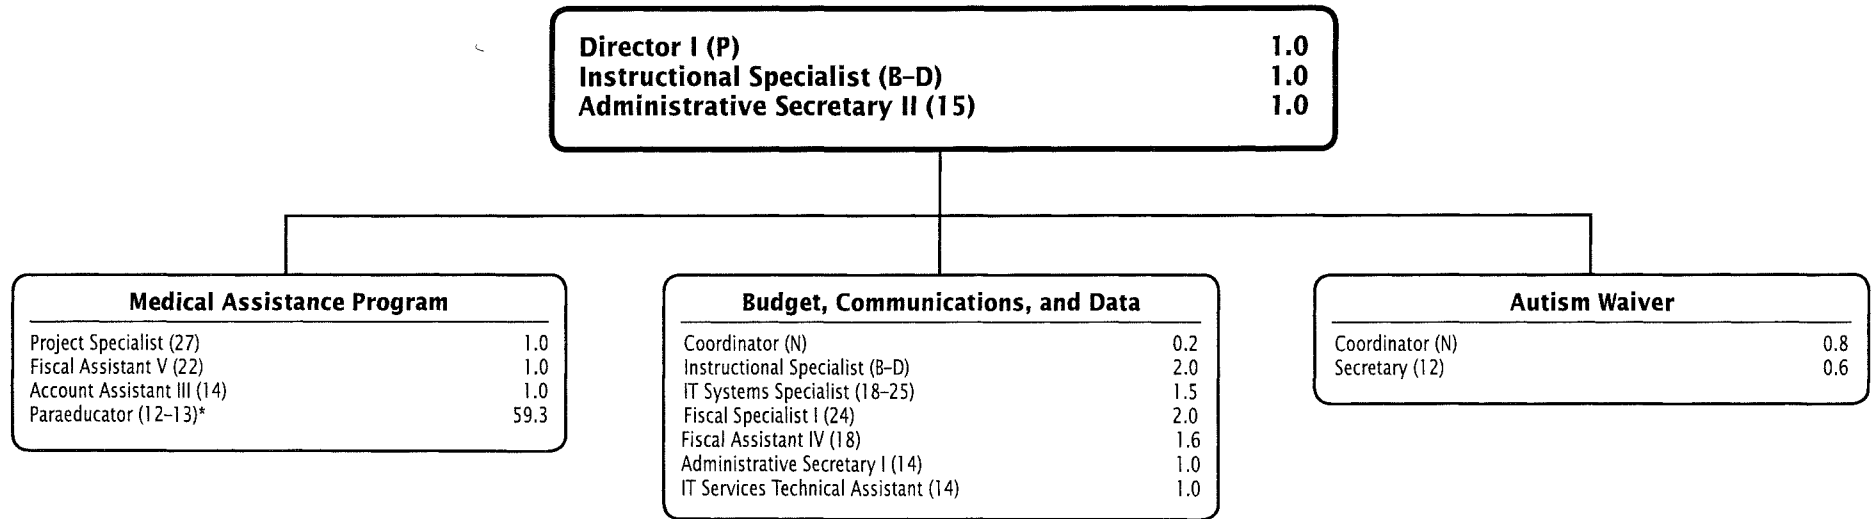 Director I (P) 1.0
Instructional Specialist (B–D) 1.0
Administrative Secretary II (15) 1.0
Medical Assistance Program
Project Specialist (27) 1.0
Fiscal Assistant V (22) 1.0
Account Assistant III (14) 1.0
Paraeducator (12–13)* 59.3
Budget, Communications, and Data
Coordinator (N) 0.2
Instructional Specialist (B–D) 2.0
IT Systems Specialist (18–25) 1.5
Fiscal Specialist I (24) 2.0
Fiscal Assistant IV (18) 1.6
Administrative Secretary I (14) 1.0
IT Services Technical Assistant (14) 1.0
Autism Waiver
Coordinator (N) 0.8
Secretary (12) 0.6